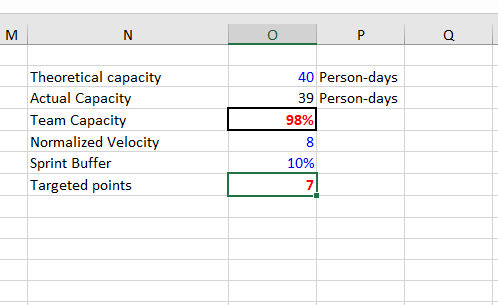 M N O P Q
Theoretical capacity 40 Person-days
Actual Capacity 39 Person-days
Team Capacity 98%
Normalized Velocity 8
Sprint Buffer 10%
Targeted points 7